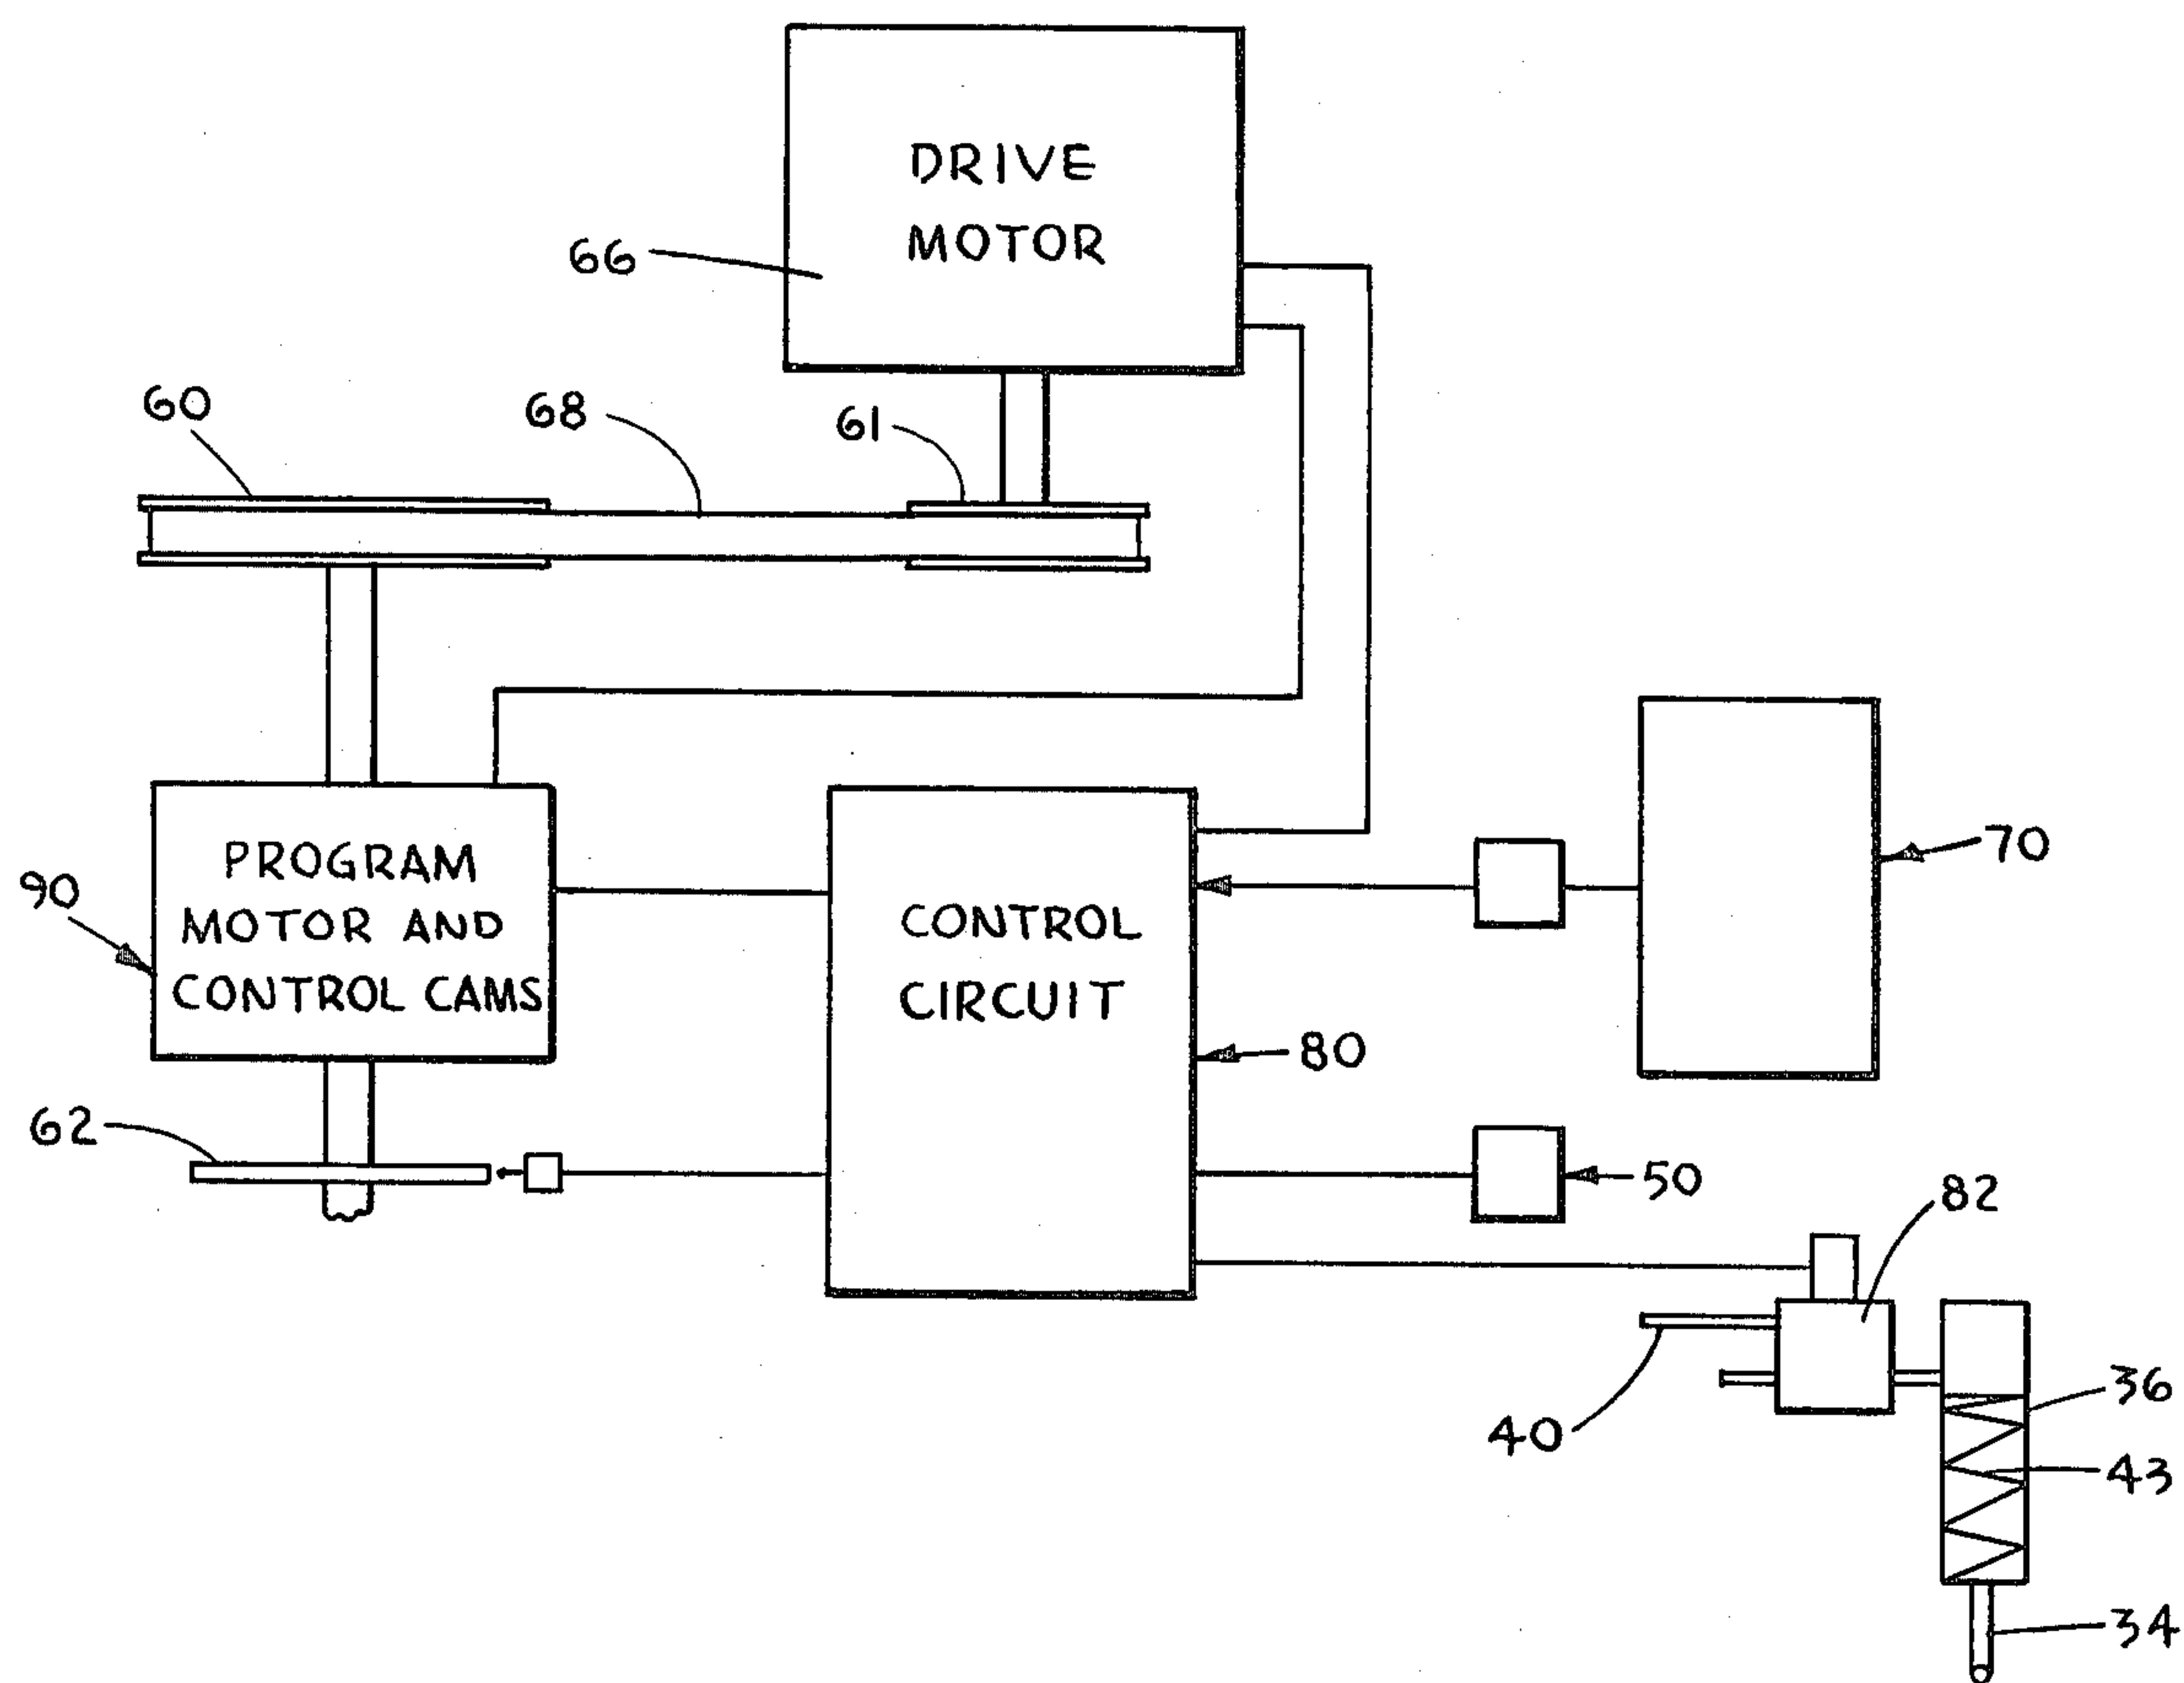 DRIVE
MOTOR
66
60
68
61
PROGRAM
MOTOR AND
CONTROL CAMS
90
CONTROL
CIRCUIT
70
80
62
50
82
40
36
43
34